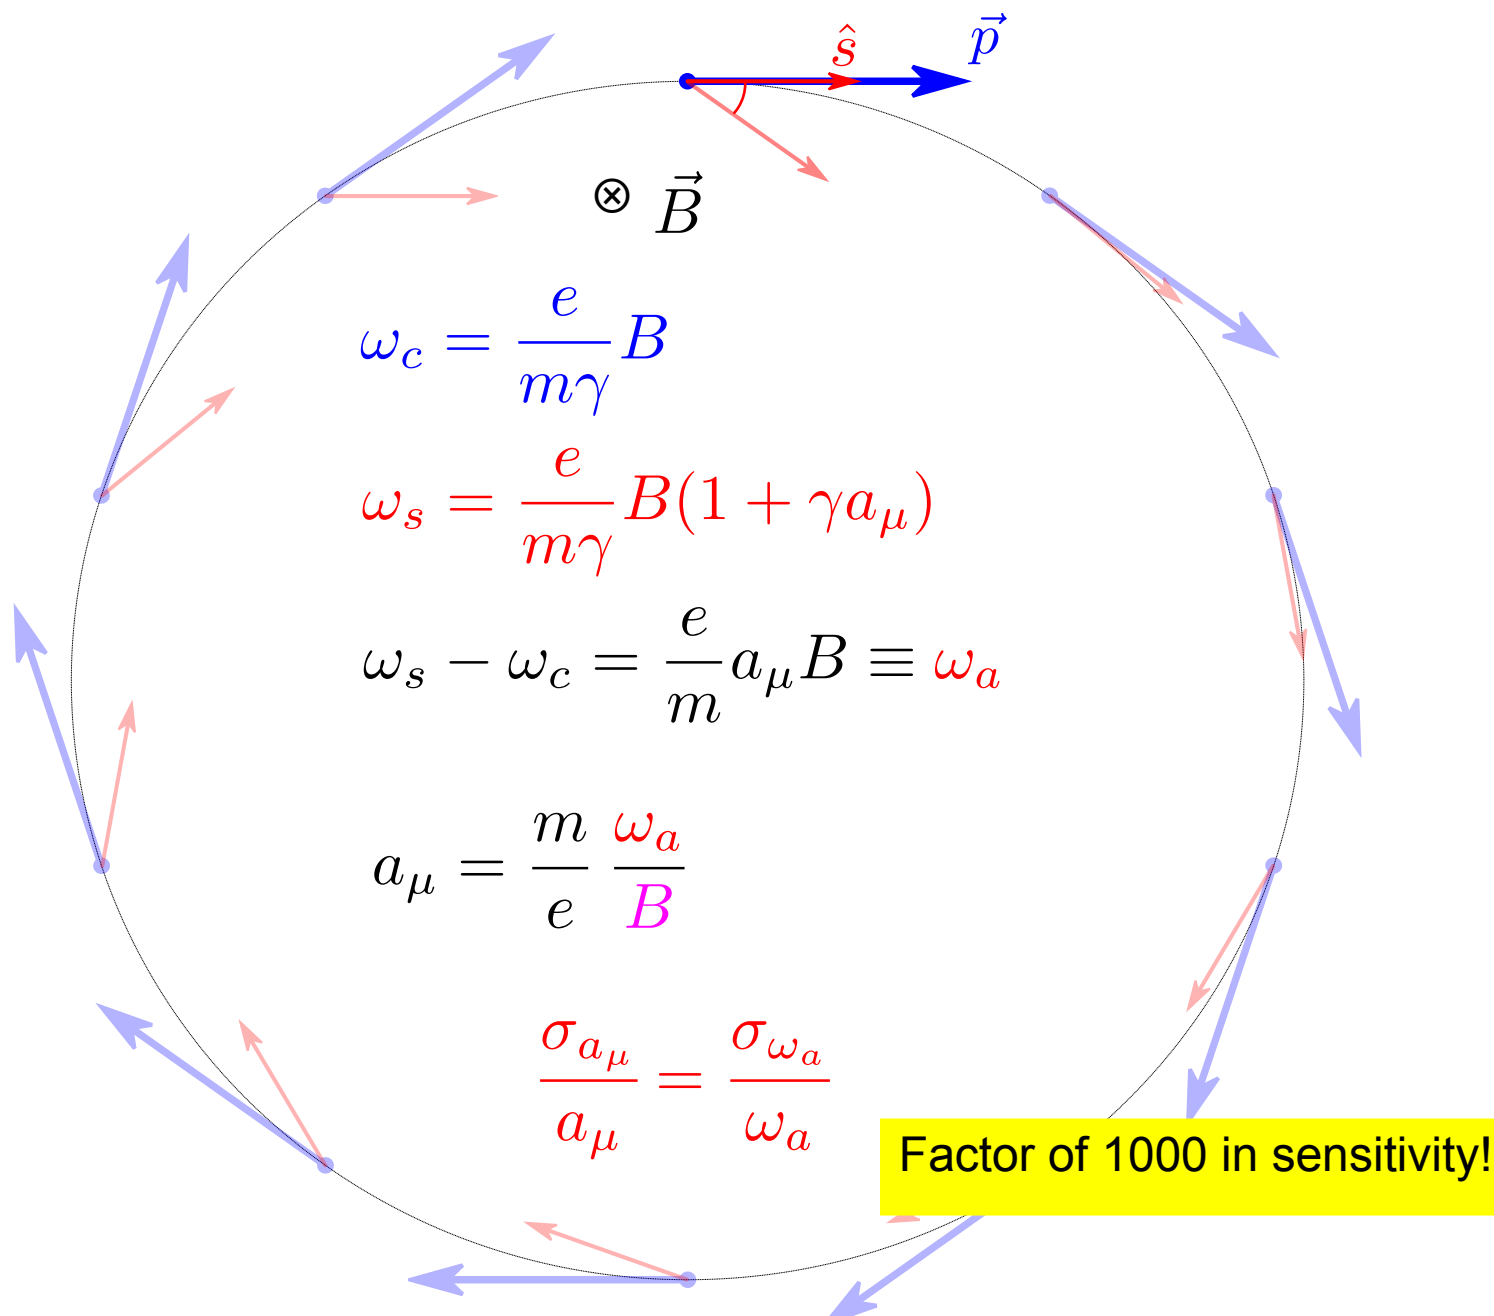 ŝ
p⃗
⊗ B⃗
ω_c = e/(mγ) B
ω_s = e/(mγ) B(1 + γa_μ)
ω_s − ω_c = e/m a_μ B ≡ ω_a
a_μ = m/e ω_a/B
σ_{a_μ}/a_μ = σ_{ω_a}/ω_a
Factor of 1000 in sensitivity!